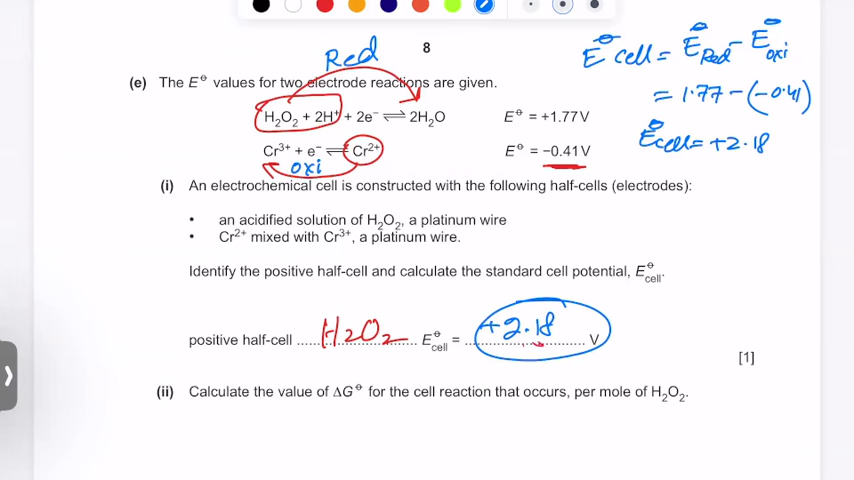 8
Red
E⊖cell = E⊖Red - E⊖oxi
= 1.77 - (-0.41)
E⊖cell = +2.18
(e) The E⊖ values for two electrode reactions are given.
H₂O₂ + 2H⁺ + 2e⁻ ⇌ 2H₂O E⊖ = +1.77 V
Cr³⁺ + e⁻ ⇌ Cr²⁺ E⊖ = −0.41 V
oxi
(i) An electrochemical cell is constructed with the following half-cells (electrodes):
• an acidified solution of H₂O₂, a platinum wire
• Cr²⁺ mixed with Cr³⁺, a platinum wire.
Identify the positive half-cell and calculate the standard cell potential, E⊖cell.
positive half-cell ...... H2O2 ...... E⊖cell = ...... +2.18 ...... V
[1]
(ii) Calculate the value of ΔG⊖ for the cell reaction that occurs, per mole of H₂O₂.